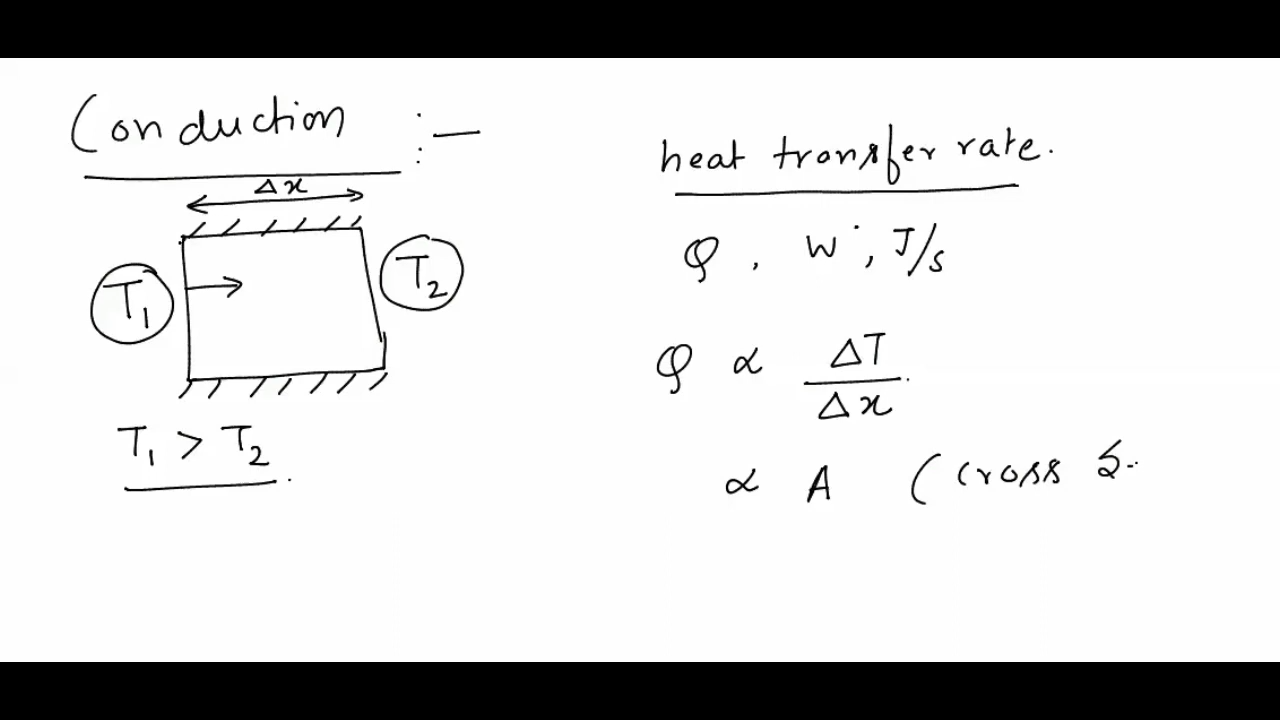 Conduction :-
Δx
T₁
T₂
T₁ > T₂
heat transfer rate.
Q, W, J/s
Q ∝ ΔT/Δx
∝ A (cross S